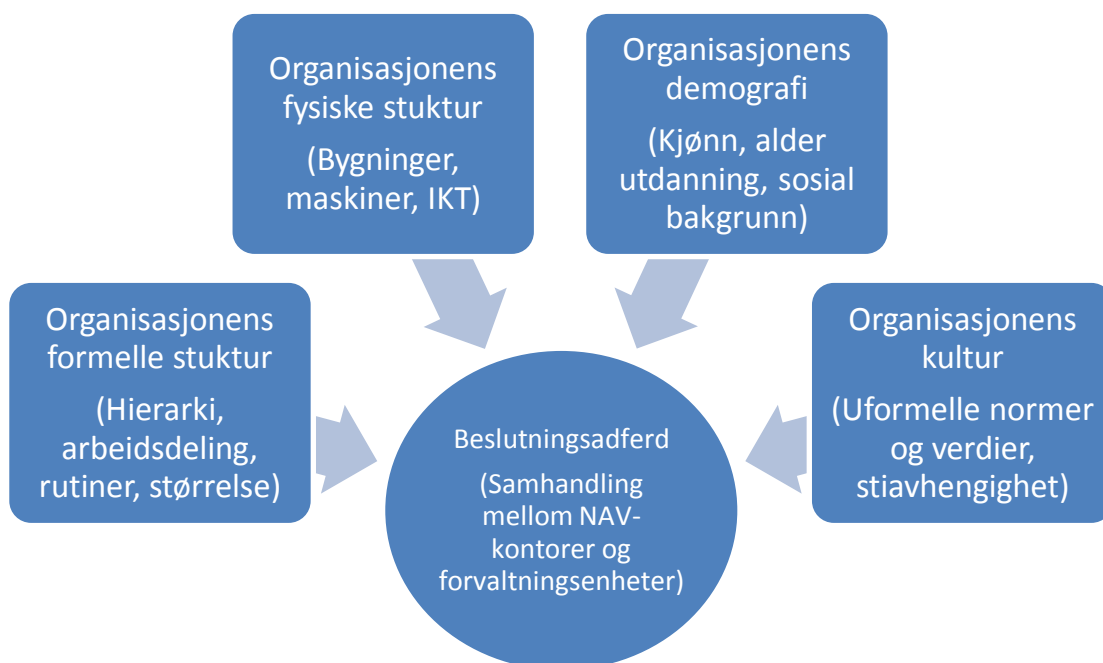 Organisasjonens
fysiske stuktur
(Bygninger,
maskiner, IKT)
Organisasjonens
demografi
(Kjønn, alder
utdanning, sosial
bakgrunn)
Organisasjonens
formelle stuktur
(Hierarki,
arbeidsdeling,
rutiner, størrelse)
Organisasjonens
kultur
(Uformelle normer
og verdier,
stiavhengighet)
Beslutningsadferd
(Samhandling
mellom NAV-
kontorer og
forvaltningsenheter)